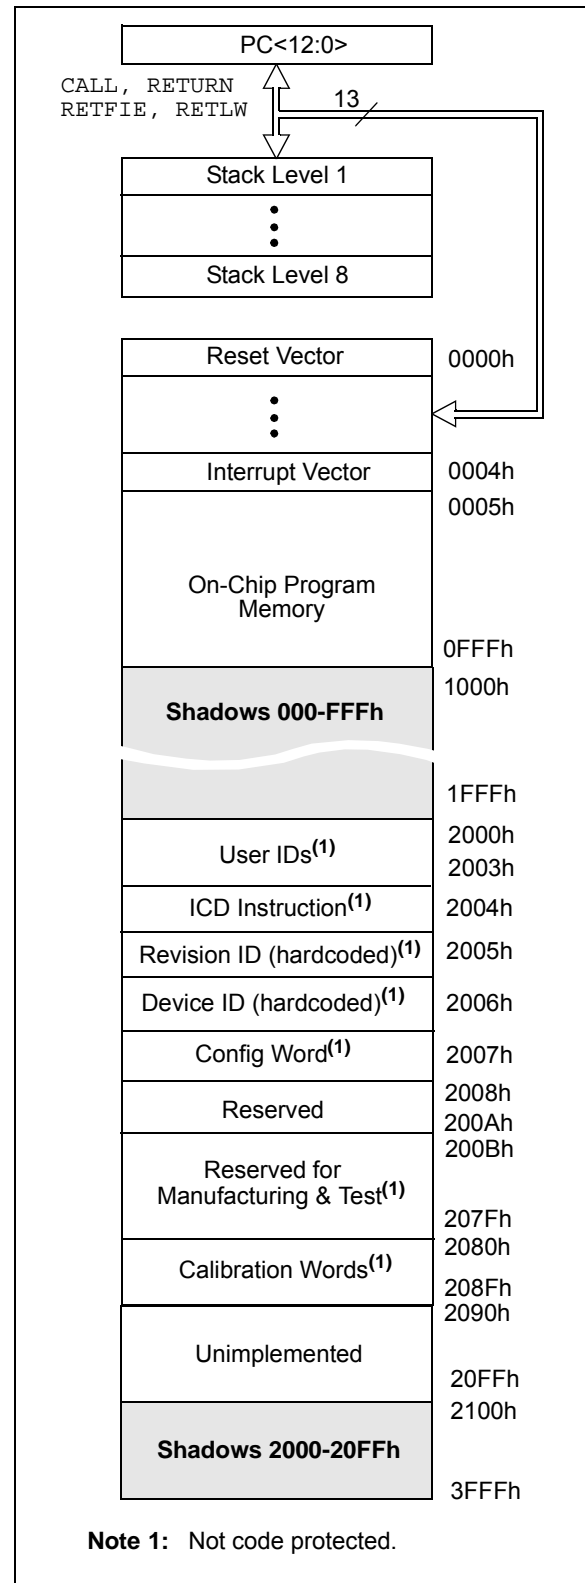 PC<12:0>
CALL, RETURN
RETFIE, RETLW
13
Stack Level 1
Stack Level 8
Reset Vector
0000h
Interrupt Vector
0004h
0005h
On-Chip Program
Memory
0FFFh
1000h
Shadows 000-FFFh
1FFFh
2000h
User IDs(1)
2003h
ICD Instruction(1)
2004h
Revision ID (hardcoded)(1)
2005h
Device ID (hardcoded)(1)
2006h
Config Word(1)
2007h
2008h
Reserved
200Ah
200Bh
Reserved for
Manufacturing & Test(1)
207Fh
2080h
Calibration Words(1)
208Fh
2090h
Unimplemented
20FFh
2100h
Shadows 2000-20FFh
3FFFh
Note 1: Not code protected.